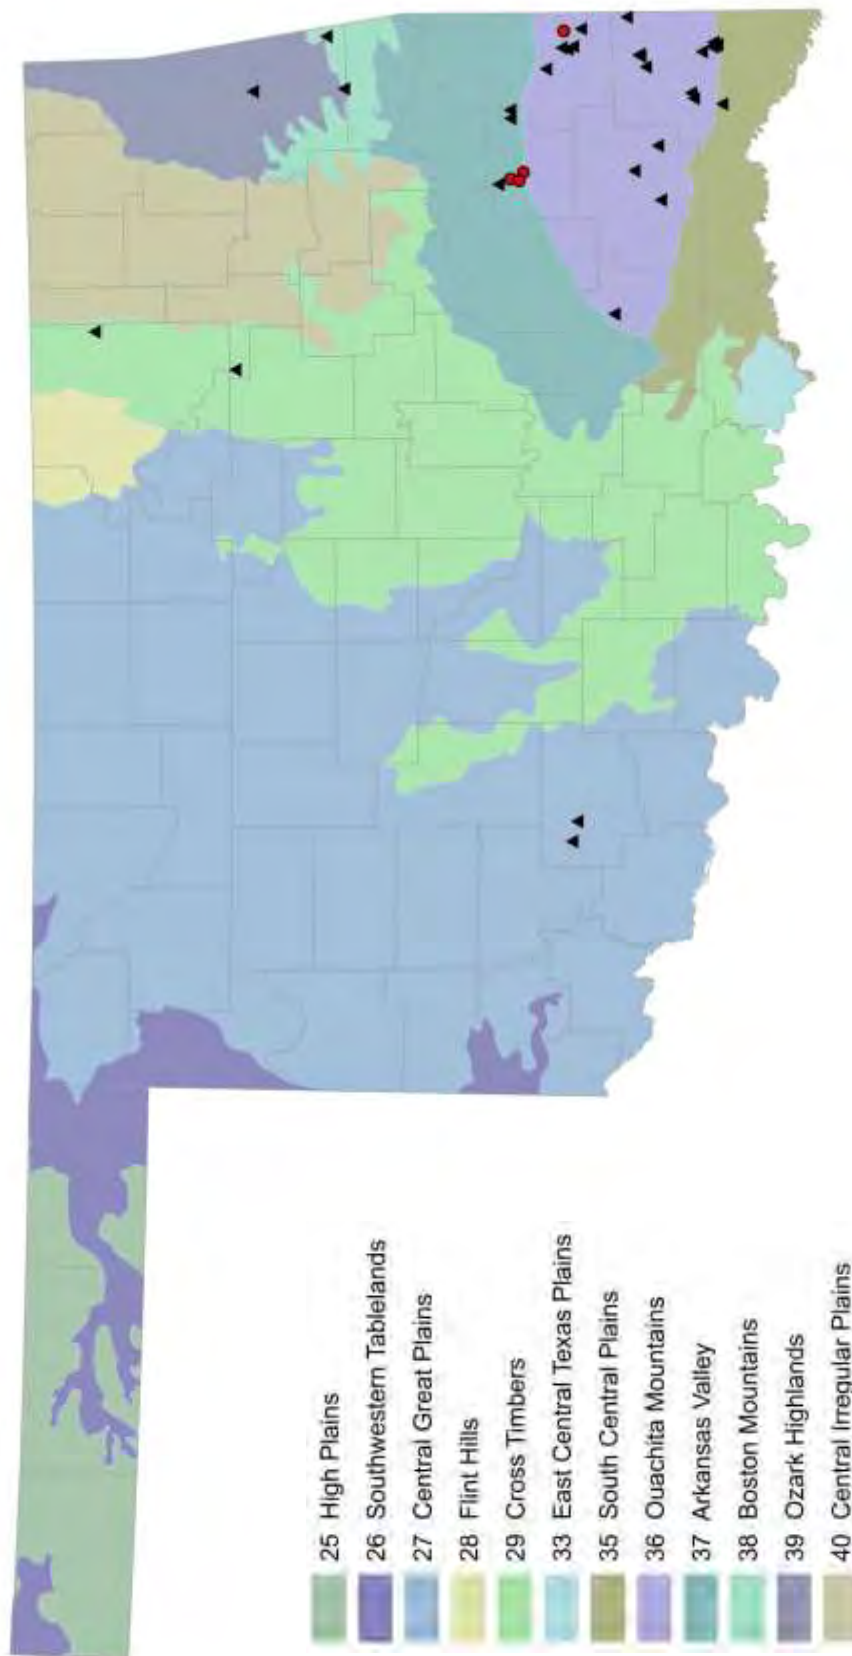 25 High Plains
26 Southwestern Tablelands
27 Central Great Plains
28 Flint Hills
29 Cross Timbers
33 East Central Texas Plains
35 South Central Plains
36 Ouachita Mountains
37 Arkansas Valley
38 Boston Mountains
39 Ozark Highlands
40 Central Irregular Plains